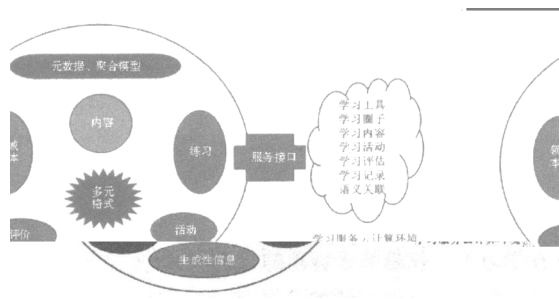 元数据、聚合模型
内容
练习
服务接口
多元
格式
评价
活动
生成性信息
学习工具
学习圈子
学习内容
学习活动
学习评估
学习记录
语义关联
学习服务云计算环境